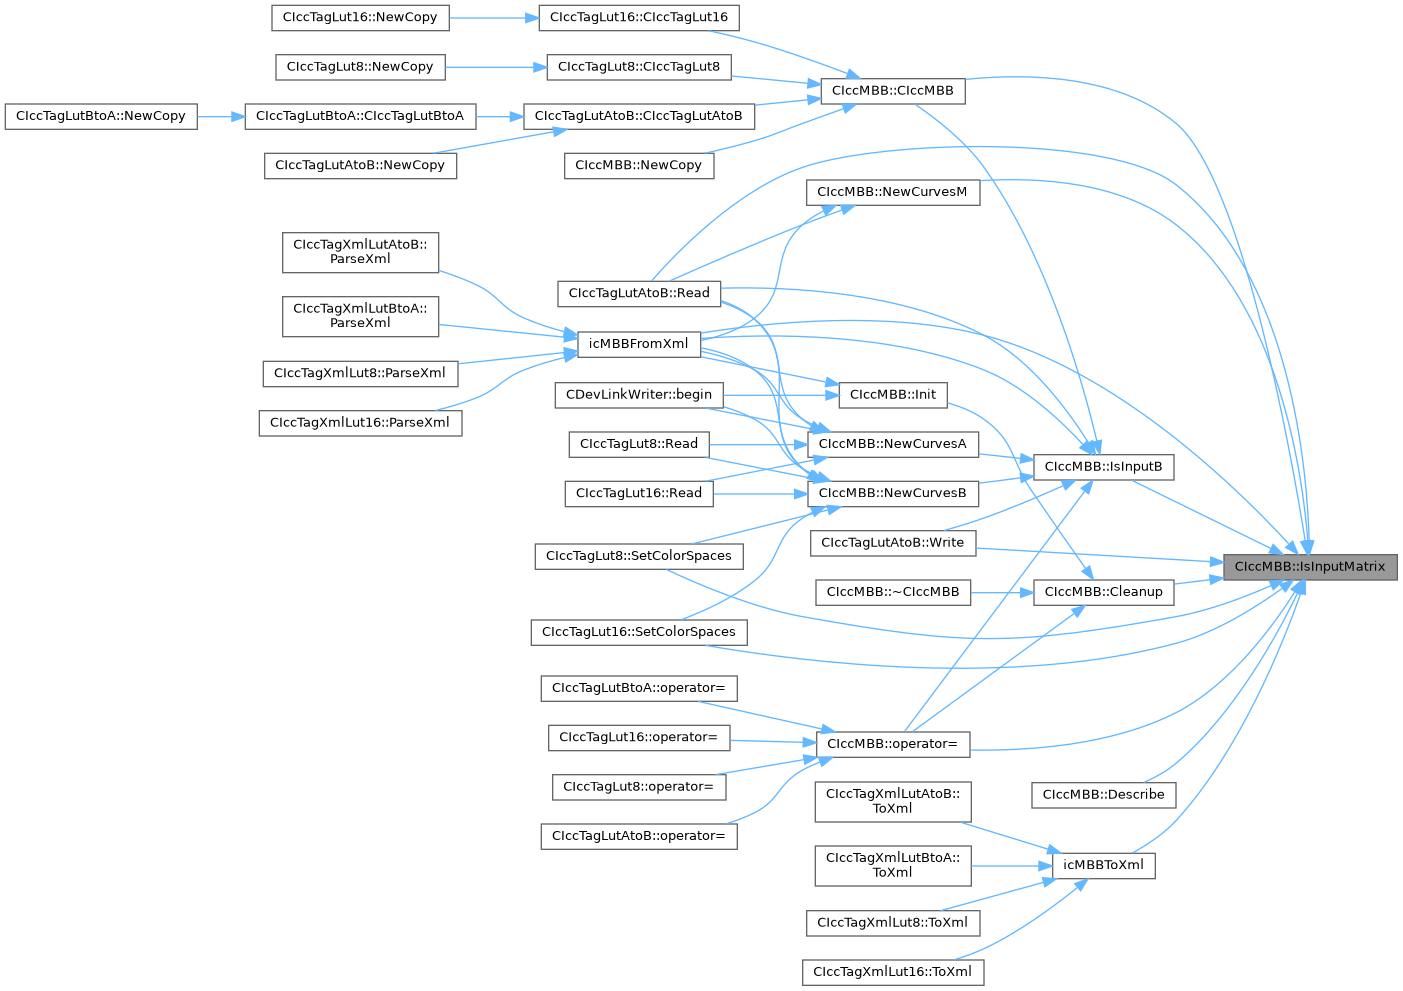 CIccTagLut16::NewCopy
CIccTagLut16::CIccTagLut16
CIccTagLut8::NewCopy
CIccTagLut8::CIccTagLut8
CIccMBB::CIccMBB
CIccTagLutBtoA::NewCopy
CIccTagLutBtoA::CIccTagLutBtoA
CIccTagLutAtoB::CIccTagLutAtoB
CIccTagLutAtoB::NewCopy
CIccMBB::NewCopy
CIccMBB::NewCurvesM
CIccTagXmlLutAtoB::
ParseXml
CIccTagLutAtoB::Read
CIccTagXmlLutBtoA::
ParseXml
icMBBFromXml
CIccTagXmlLut8::ParseXml
CDevLinkWriter::begin
CIccMBB::Init
CIccTagXmlLut16::ParseXml
CIccTagLut8::Read
CIccMBB::NewCurvesA
CIccMBB::IsInputB
CIccTagLut16::Read
CIccMBB::NewCurvesB
CIccTagLutAtoB::Write
CIccTagLut8::SetColorSpaces
CIccMBB::IsInputMatrix
CIccMBB::~CIccMBB
CIccMBB::Cleanup
CIccTagLut16::SetColorSpaces
CIccTagLutBtoA::operator=
CIccTagLut16::operator=
CIccMBB::operator=
CIccTagLut8::operator=
CIccMBB::Describe
CIccTagXmlLutAtoB::
ToXml
CIccTagLutAtoB::operator=
CIccTagXmlLutBtoA::
ToXml
icMBBToXml
CIccTagXmlLut8::ToXml
CIccTagXmlLut16::ToXml